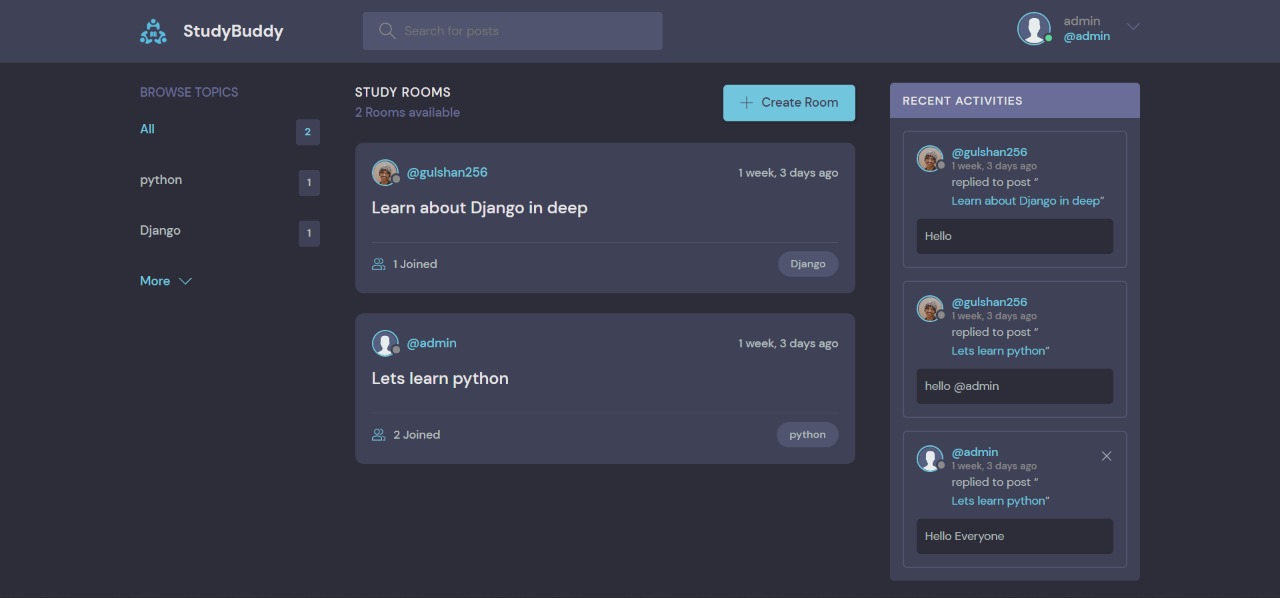 StudyBuddy
Search for posts
admin
@admin
BROWSE TOPICS
All
2
python
1
Django
1
More
STUDY ROOMS
2 Rooms available
Create Room
@gulshan256
1 week, 3 days ago
Learn about Django in deep
1 Joined
Django
@admin
1 week, 3 days ago
Lets learn python
2 Joined
python
RECENT ACTIVITIES
@gulshan256
1 week, 3 days ago
replied to post “
Learn about Django in deep”
Hello
@gulshan256
1 week, 3 days ago
replied to post “
Lets learn python”
hello @admin
@admin
1 week, 3 days ago
replied to post “
Lets learn python”
Hello Everyone